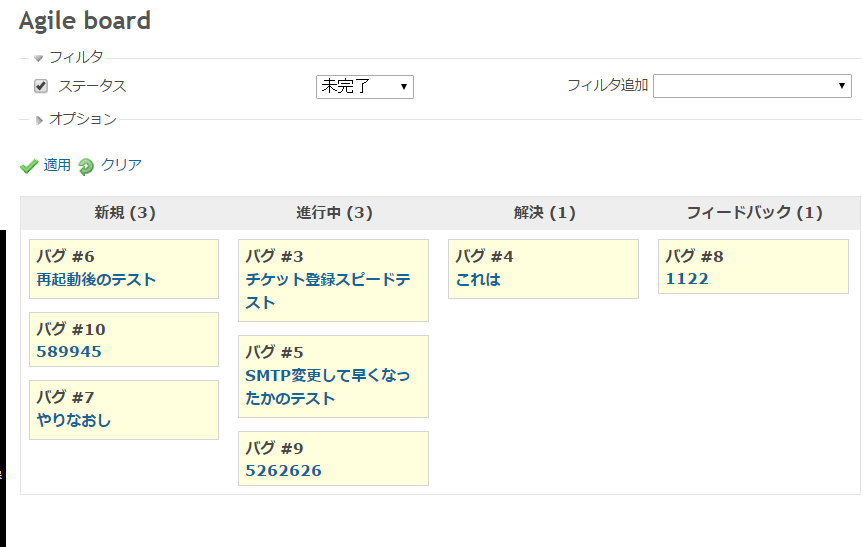 Agile board
フィルタ
ステータス 未完了 フィルタ追加
オプション
適用 クリア
新規 (3) 進行中 (3) 解決 (1) フィードバック (1)
バグ #6
再起動後のテスト
バグ #10
589945
バグ #7
やりなおし
バグ #3
チケット登録スピードテ
スト
バグ #5
SMTP変更して早くなっ
たかのテスト
バグ #9
5262626
バグ #4
これは
バグ #8
1122